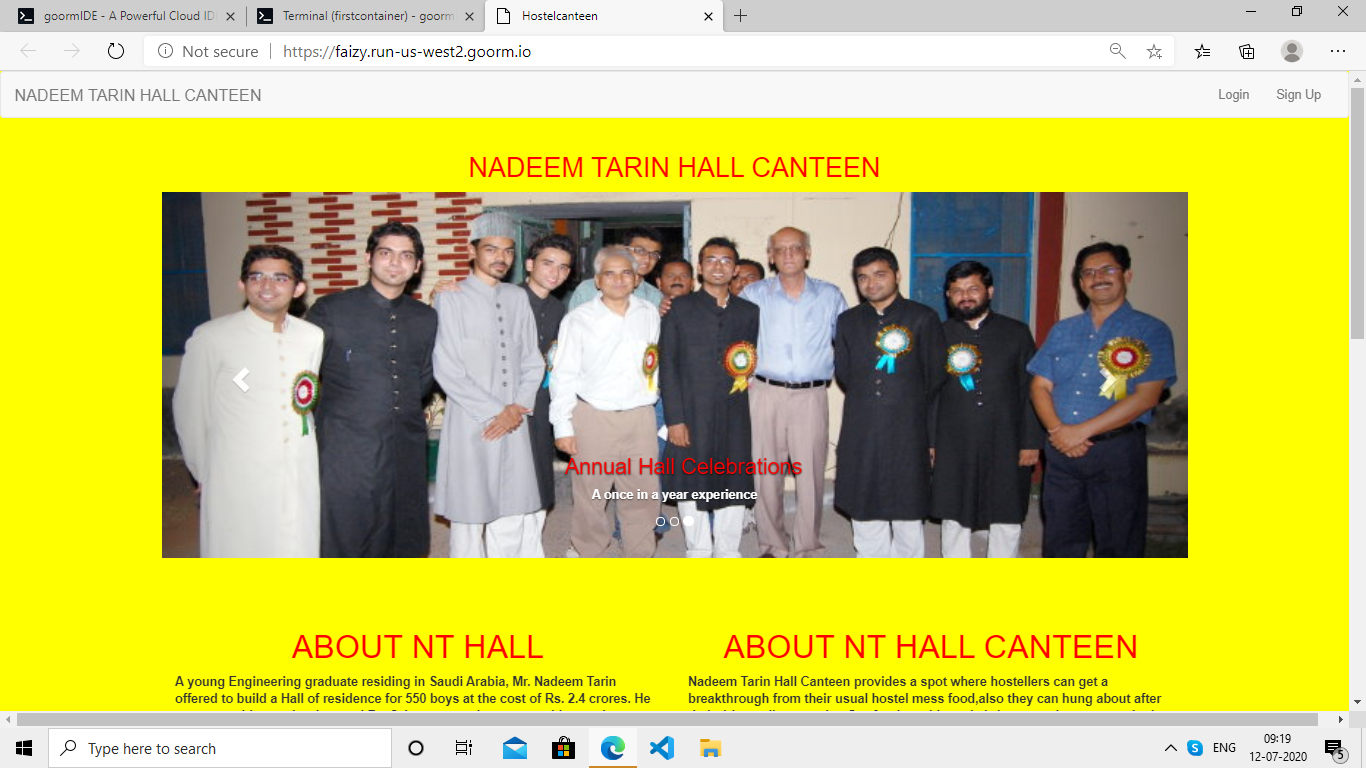 goormIDE - A Powerful Cloud ID
Terminal (firstcontainer) - goorm
Hostelcanteen
Not secure
https://faizy.run-us-west2.goorm.io
NADEEM TARIN HALL CANTEEN
Login
Sign Up
NADEEM TARIN HALL CANTEEN
Annual Hall Celebrations
A once in a year experience
ABOUT NT HALL
A young Engineering graduate residing in Saudi Arabia, Mr. Nadeem Tarin
offered to build a Hall of residence for 550 boys at the cost of Rs. 2.4 crores. He
ABOUT NT HALL CANTEEN
Nadeem Tarin Hall Canteen provides a spot where hostellers can get a
breakthrough from their usual hostel mess food,also they can hung about after
Type here to search
ENG
09:19
12-07-2020
5